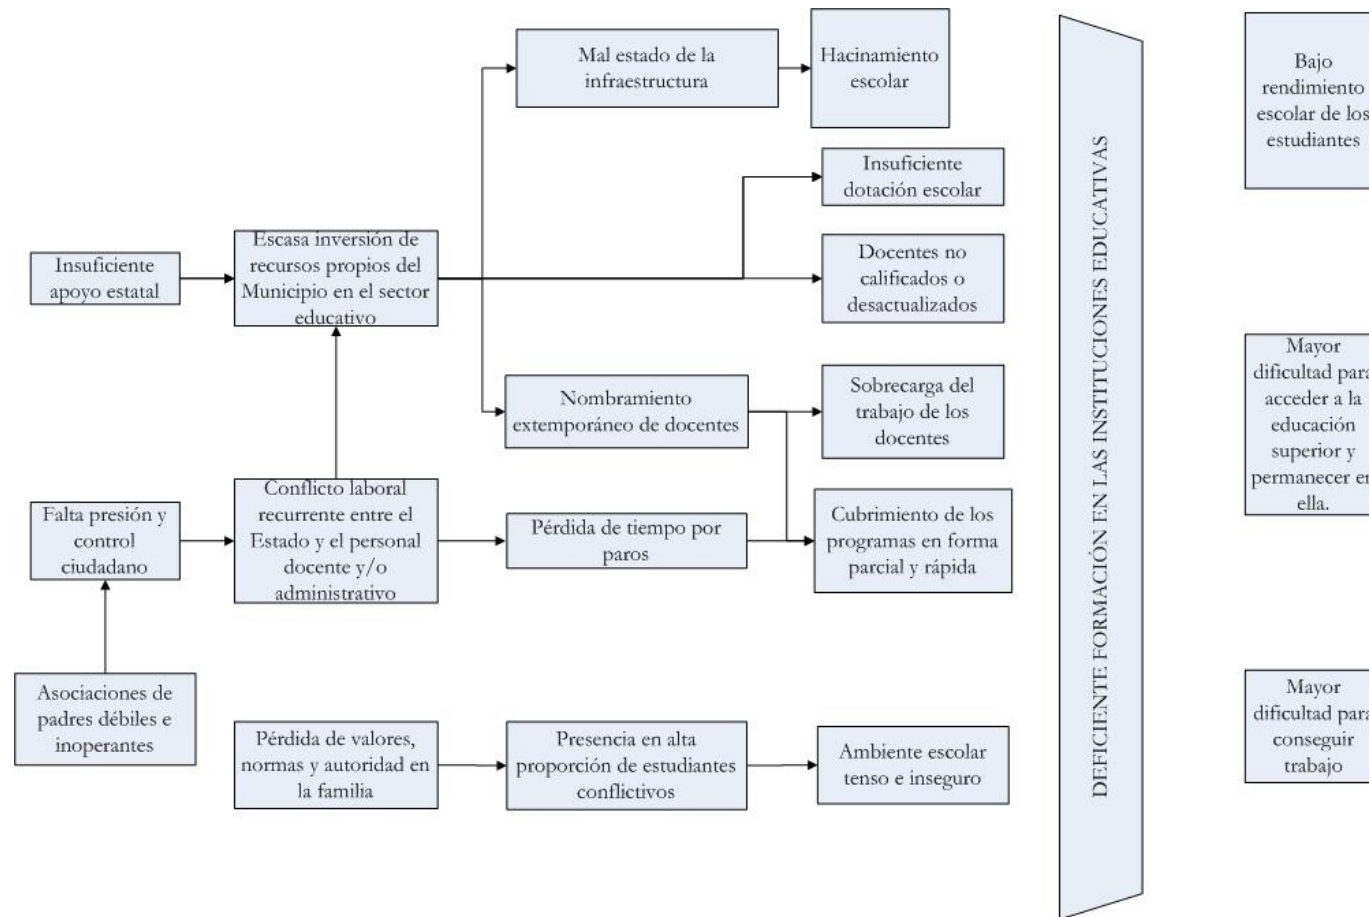 Mal estado de la
infraestructura
Hacinamiento
escolar
Insuficiente
dotación escolar
Insuficiente
apoyo estatal
Escasa inversión de
recursos propios del
Municipio en el sector
educativo
Docentes no
calificados o
desactualizados
Nombramiento
extemporáneo de docentes
Sobrecarga del
trabajo de los
docentes
Falta presión y
control
ciudadano
Conflicto laboral
recurrente entre el
Estado y el personal
docente y/o
administrativo
Pérdida de tiempo por
paros
Cubrimiento de los
programas en forma
parcial y rápida
Asociaciones de
padres débiles e
inoperantes
Pérdida de valores,
normas y autoridad en
la familia
Presencia en alta
proporción de estudiantes
conflictivos
Ambiente escolar
tenso e inseguro
DEFICIENTE FORMACIÓN EN LAS INSTITUCIONES EDUCATIVAS
Bajo
rendimiento
escolar de los
estudiantes
Mayor
dificultad para
acceder a la
educación
superior y
permanecer en
ella.
Mayor
dificultad para
conseguir
trabajo